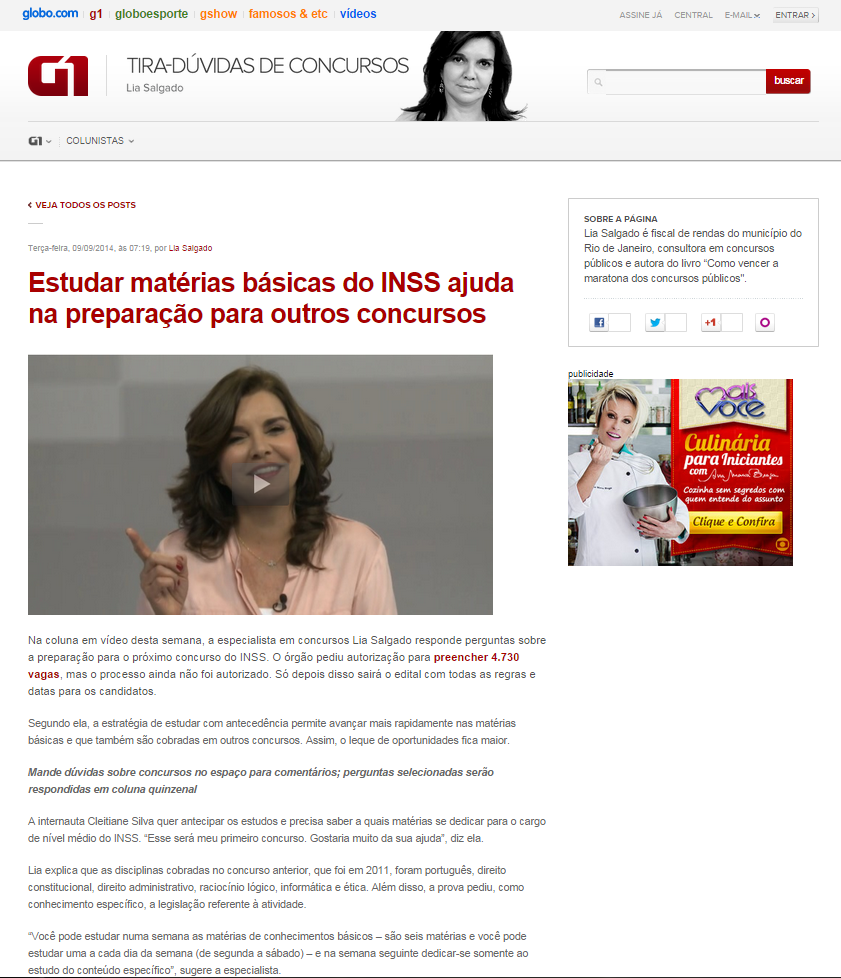 globo.com g1 globoesporte gshow famosos & etc vídeos
ASSINE JÁ CENTRAL E-MAIL ENTRAR
G1
TIRA-DÚVIDAS DE CONCURSOS
Lia Salgado
buscar
G1 COLUNISTAS
VEJA TODOS OS POSTS
Terça-feira, 09/09/2014, às 07:19, por Lia Salgado
Estudar matérias básicas do INSS ajuda
na preparação para outros concursos
Na coluna em vídeo desta semana, a especialista em concursos Lia Salgado responde perguntas sobre
a preparação para o próximo concurso do INSS. O órgão pediu autorização para preencher 4.730
vagas, mas o processo ainda não foi autorizado. Só depois disso sairá o edital com todas as regras e
datas para os candidatos.
Segundo ela, a estratégia de estudar com antecedência permite avançar mais rapidamente nas matérias
básicas e que também são cobradas em outros concursos. Assim, o leque de oportunidades fica maior.
Mande dúvidas sobre concursos no espaço para comentários; perguntas selecionadas serão
respondidas em coluna quinzenal
A internauta Cleitiane Silva quer antecipar os estudos e precisa saber a quais matérias se dedicar para o cargo
de nível médio do INSS. “Esse será meu primeiro concurso. Gostaria muito da sua ajuda”, diz ela.
Lia explica que as disciplinas cobradas no concurso anterior, que foi em 2011, foram português, direito
constitucional, direito administrativo, raciocínio lógico, informática e ética. Além disso, a prova pediu, como
conhecimento específico, a legislação referente à atividade.
“Você pode estudar numa semana as matérias de conhecimentos básicos – são seis matérias e você pode
estudar uma a cada dia da semana (de segunda a sábado) – e na semana seguinte dedicar-se somente ao
estudo do conteúdo específico”, sugere a especialista.
SOBRE A PÁGINA
Lia Salgado é fiscal de rendas do município do
Rio de Janeiro, consultora em concursos
públicos e autora do livro “Como vencer a
maratona dos concursos públicos”.
+1
publicidade
mais
Você
Culinária
para Iniciantes
com Ana Maria Braga
Cozinha sem segredos com
quem entende do assunto
Clique e Confira